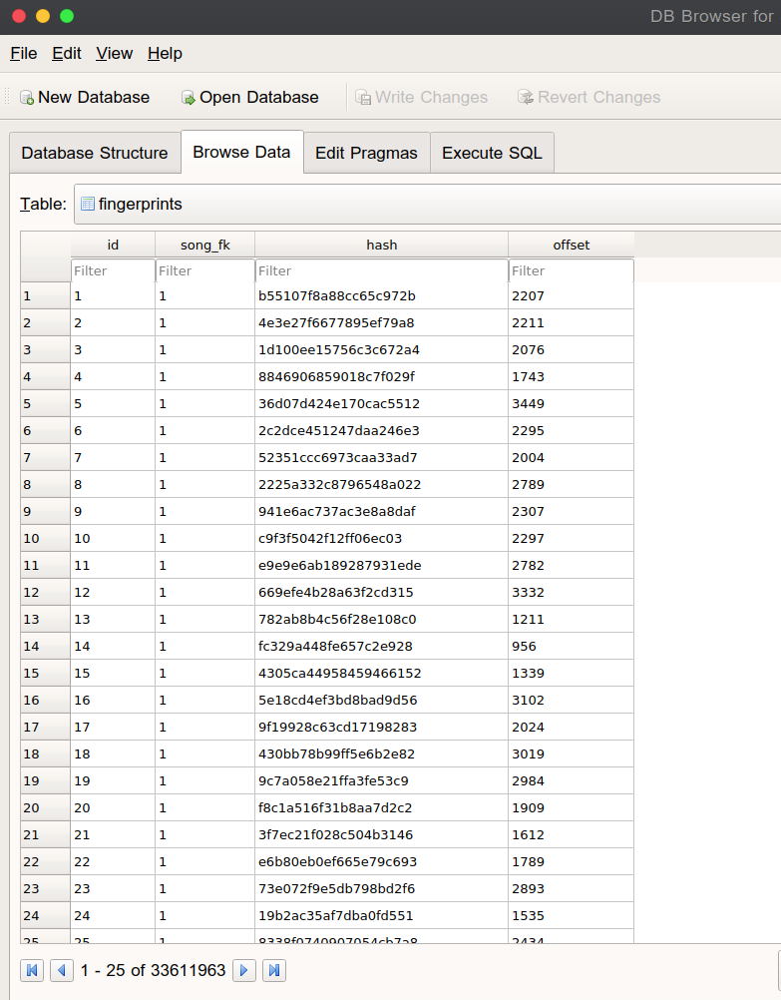 DB Browser for
File Edit View Help
New Database Open Database Write Changes Revert Changes
Database Structure Browse Data Edit Pragmas Execute SQL
Table: fingerprints
id song_fk hash offset
Filter Filter Filter Filter
1 1 1 b55107f8a88cc65c972b 2207
2 2 1 4e3e27f6677895ef79a8 2211
3 3 1 1d100ee15756c3c672a4 2076
4 4 1 8846906859018c7f029f 1743
5 5 1 36d07d424e170cac5512 3449
6 6 1 2c2dce451247daa246e3 2295
7 7 1 52351ccc6973caa33ad7 2004
8 8 1 2225a332c8796548a022 2789
9 9 1 941e6ac737ac3e8a8daf 2307
10 10 1 c9f3f5042f12ff06ec03 2297
11 11 1 e9e9e6ab189287931ede 2782
12 12 1 669efe4b28a63f2cd315 3332
13 13 1 782ab8b4c56f28e108c0 1211
14 14 1 fc329a448fe657c2e928 956
15 15 1 4305ca44958459466152 1339
16 16 1 5e18cd4ef3bd8bad9d56 3102
17 17 1 9f19928c63cd17198283 2024
18 18 1 430bb78b99ff5e6b2e82 3019
19 19 1 9c7a058e21ffa3fe53c9 2984
20 20 1 f8c1a516f31b8aa7d2c2 1909
21 21 1 3f7ec21f028c504b3146 1612
22 22 1 e6b80eb0ef665e79c693 1789
23 23 1 73e072f9e5db798bd2f6 2893
24 24 1 19b2ac35af7dba0fd551 1535
25 25 1 8338f0740907054cb7a8 2434
1 - 25 of 33611963